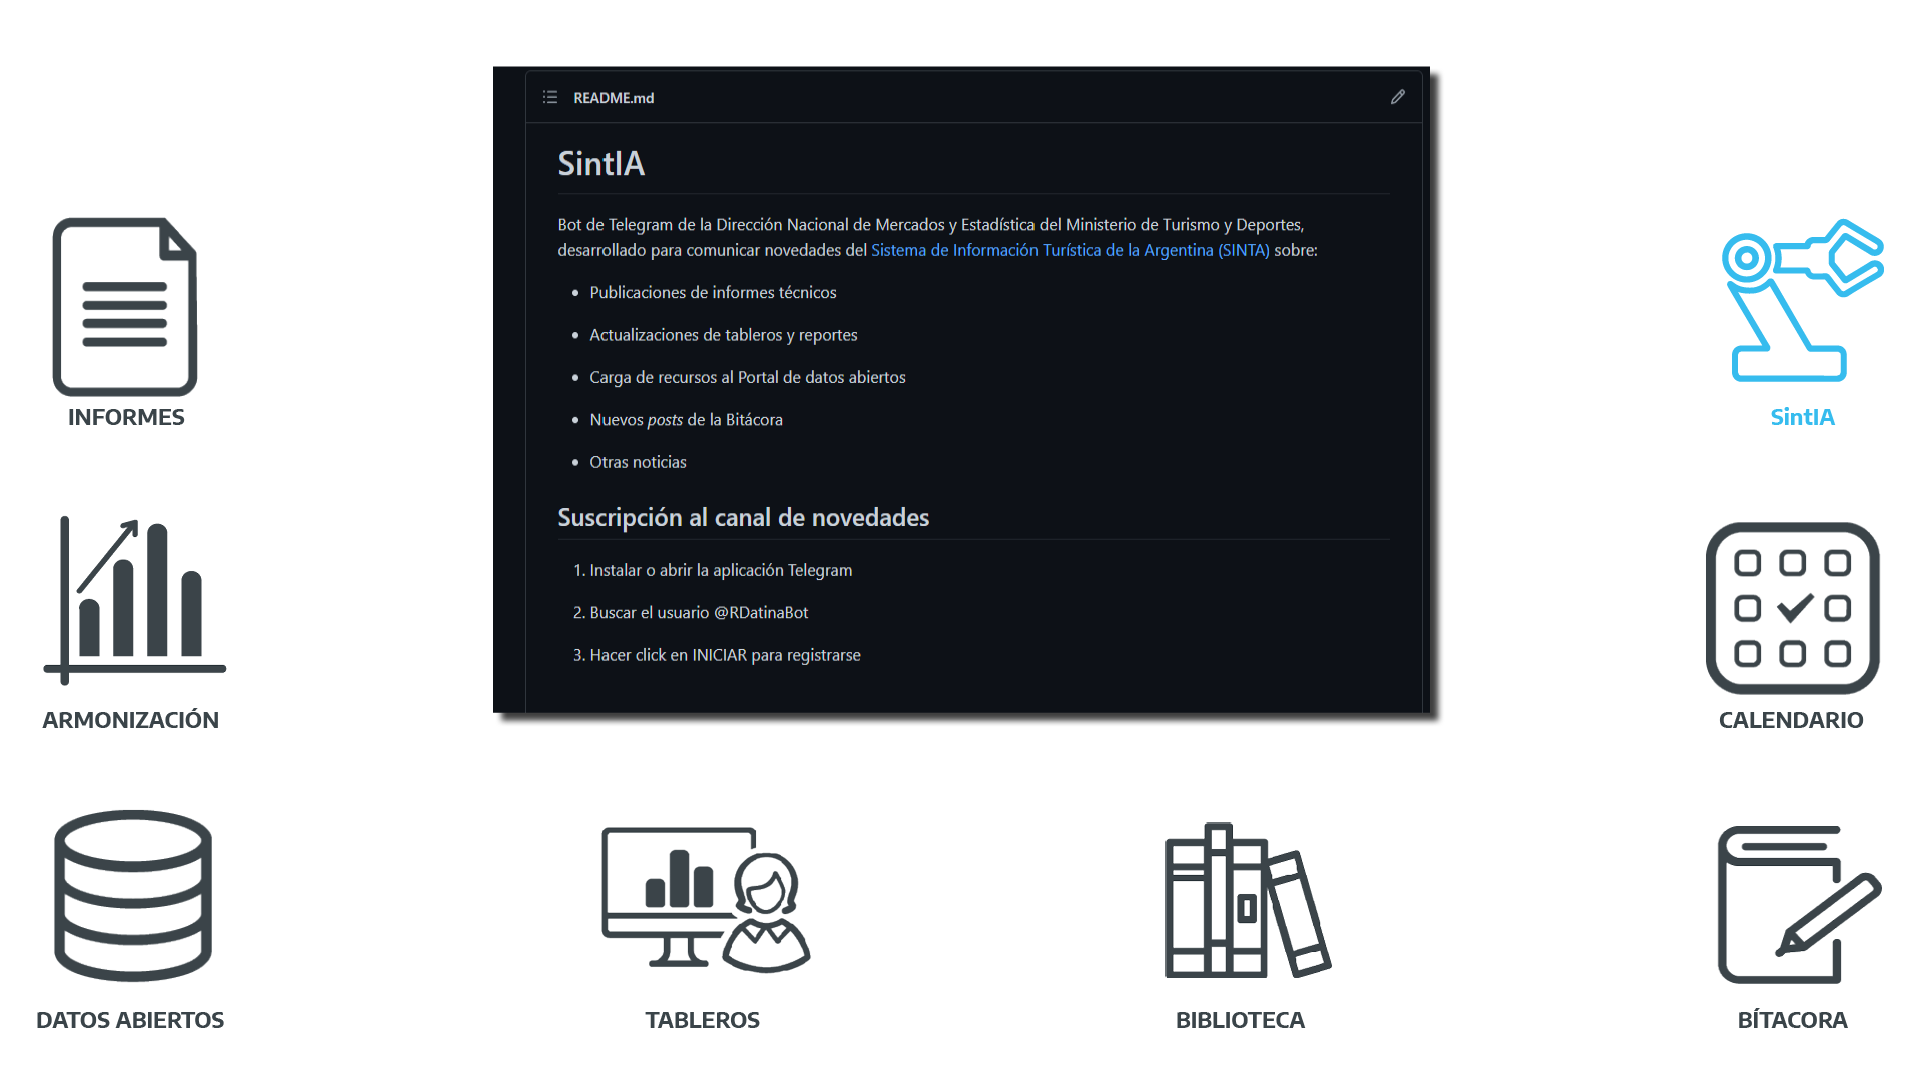 README.md
SintIA
Bot de Telegram de la Dirección Nacional de Mercados y Estadística del Ministerio de Turismo y Deportes,
desarrollado para comunicar novedades del Sistema de Información Turística de la Argentina (SINTA) sobre:
• Publicaciones de informes técnicos
• Actualizaciones de tableros y reportes
• Carga de recursos al Portal de datos abiertos
• Nuevos posts de la Bitácora
• Otras noticias
Suscripción al canal de novedades
1. Instalar o abrir la aplicación Telegram
2. Buscar el usuario @RDatinaBot
3. Hacer click en INICIAR para registrarse
INFORMES
SintIA
ARMONIZACIÓN
CALENDARIO
DATOS ABIERTOS
TABLEROS
BIBLIOTECA
BÍTACORA